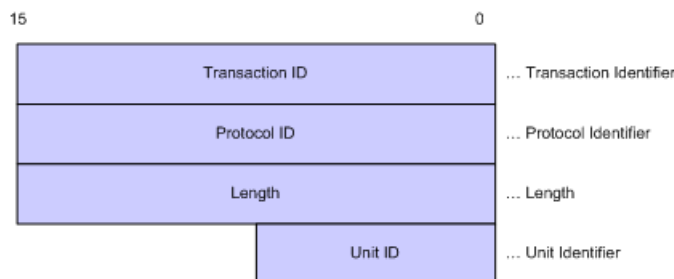 15 0
Transaction ID ... Transaction Identifier
Protocol ID ... Protocol Identifier
Length ... Length
Unit ID ... Unit Identifier